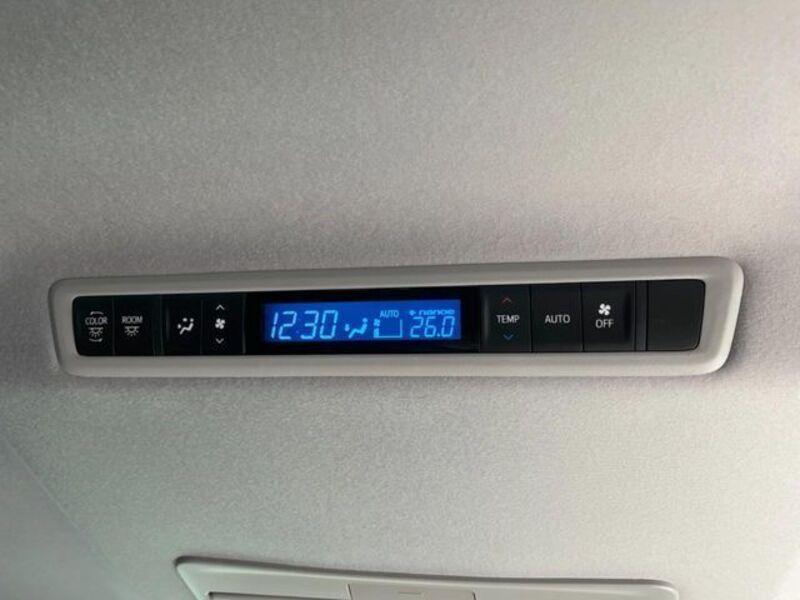 COLOR
ROOM
12:30
AUTO
nanoe
26.0
TEMP
AUTO
OFF